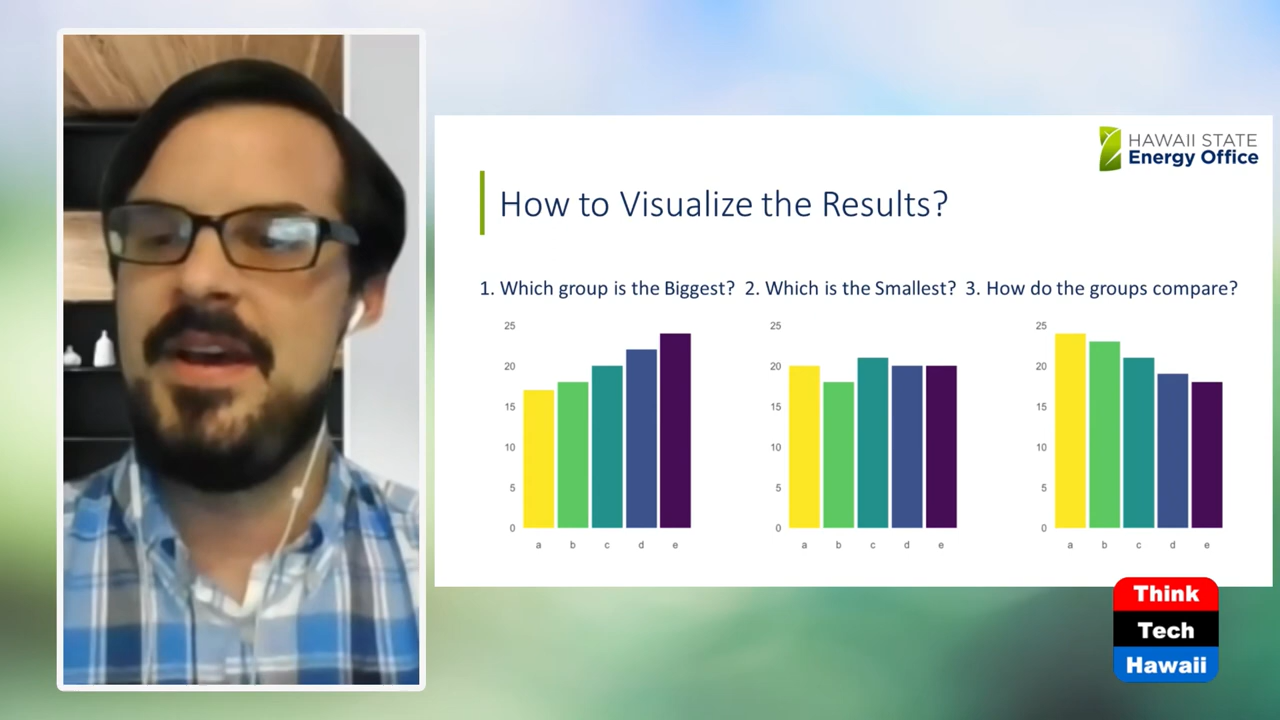 HAWAII STATE
Energy Office
How to Visualize the Results?
1. Which group is the Biggest? 2. Which is the Smallest? 3. How do the groups compare?
25
20
15
10
5
0
a b c d e
25
20
15
10
5
0
a b c d e
25
20
15
10
5
0
a b c d e
Think
Tech
Hawaii